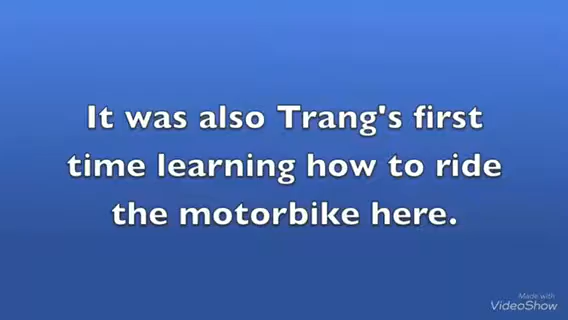 It was also Trang's first
time learning how to ride
the motorbike here.
Made with
VideoShow